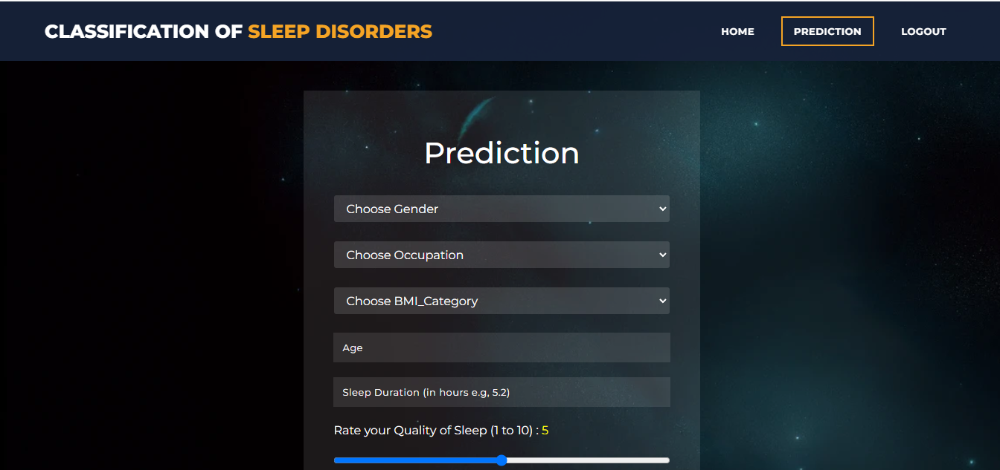 CLASSIFICATION OF SLEEP DISORDERS
HOME
PREDICTION
LOGOUT
Prediction
Choose Gender
Choose Occupation
Choose BMI_Category
Age
Sleep Duration (in hours e.g, 5.2)
Rate your Quality of Sleep (1 to 10) : 5